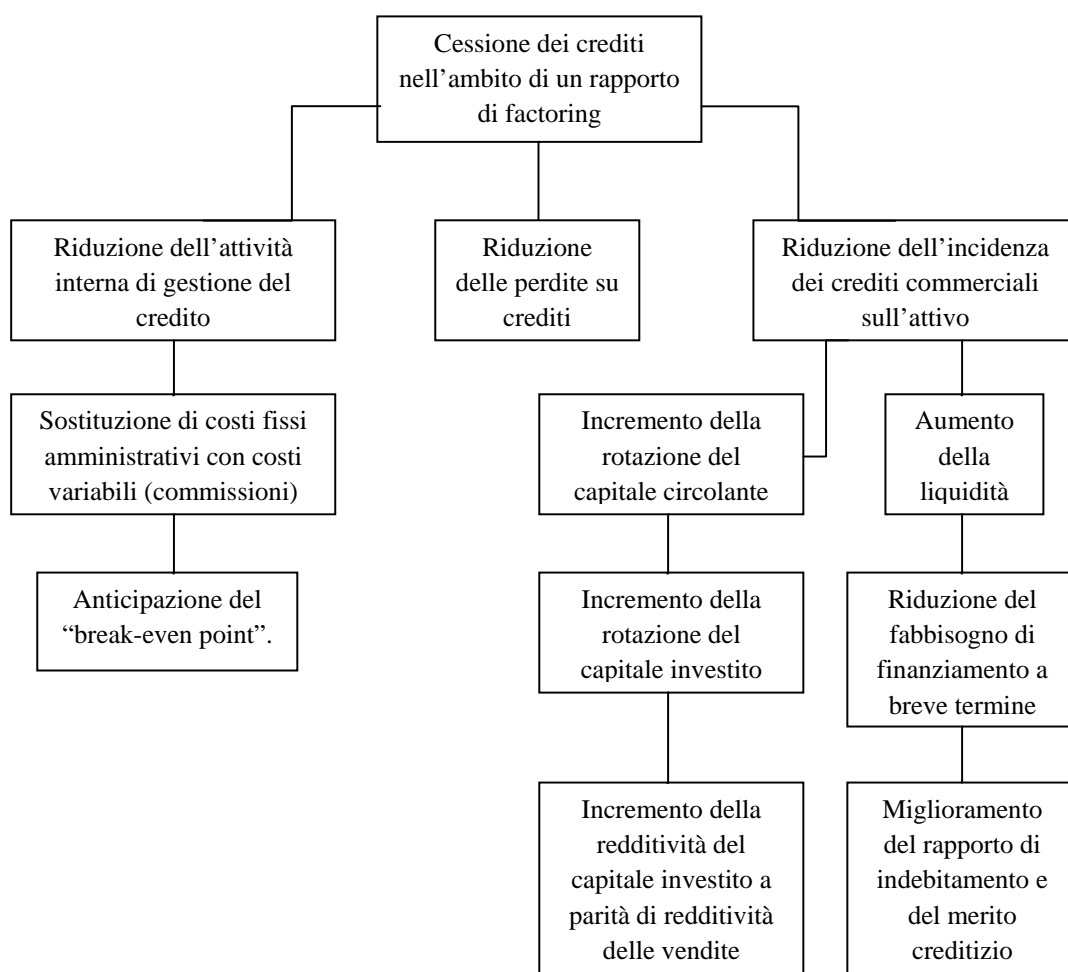 Cessione dei crediti
nell’ambito di un rapporto
di factoring
Riduzione dell’attività
interna di gestione del
credito
Riduzione
delle perdite su
crediti
Riduzione dell’incidenza
dei crediti commerciali
sull’attivo
Sostituzione di costi fissi
amministrativi con costi
variabili (commissioni)
Incremento della
rotazione del
capitale circolante
Aumento
della
liquidità
Anticipazione del
“break-even point”.
Incremento della
rotazione del
capitale investito
Riduzione del
fabbisogno di
finanziamento a
breve termine
Incremento della
redditività del
capitale investito a
parità di redditività
delle vendite
Miglioramento
del rapporto di
indebitamento e
del merito
creditizio